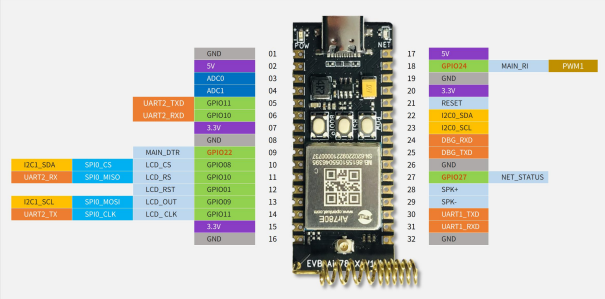 GND 01
5V 02
ADC0 03
ADC1 04
UART2_TXD GPIO11 05
UART2_RXD GPIO10 06
3.3V 07
GND 08
MAIN_DTR GPIO22 09
I2C1_SDA SPI0_CS LCD_CS GPIO08 10
UART2_RX SPI0_MISO LCD_RS GPIO10 11
LCD_RST GPIO01 12
I2C1_SCL SPI0_MOSI LCD_OUT GPIO09 13
UART2_TX SPI0_CLK LCD_CLK GPIO11 14
3.3V 15
GND 16
POW NET
BOOT RST
Air780E
17 5V
18 GPIO24 MAIN_RI PWM1
19 GND
20 3.3V
21 RESET
22 I2C0_SDA
23 I2C0_SCL
24 DBG_RXD
25 DBG_TXD
26 GND
27 GPIO27 NET_STATUS
28 SPK+
29 SPK-
30 UART1_TXD
31 UART1_RXD
32 GND